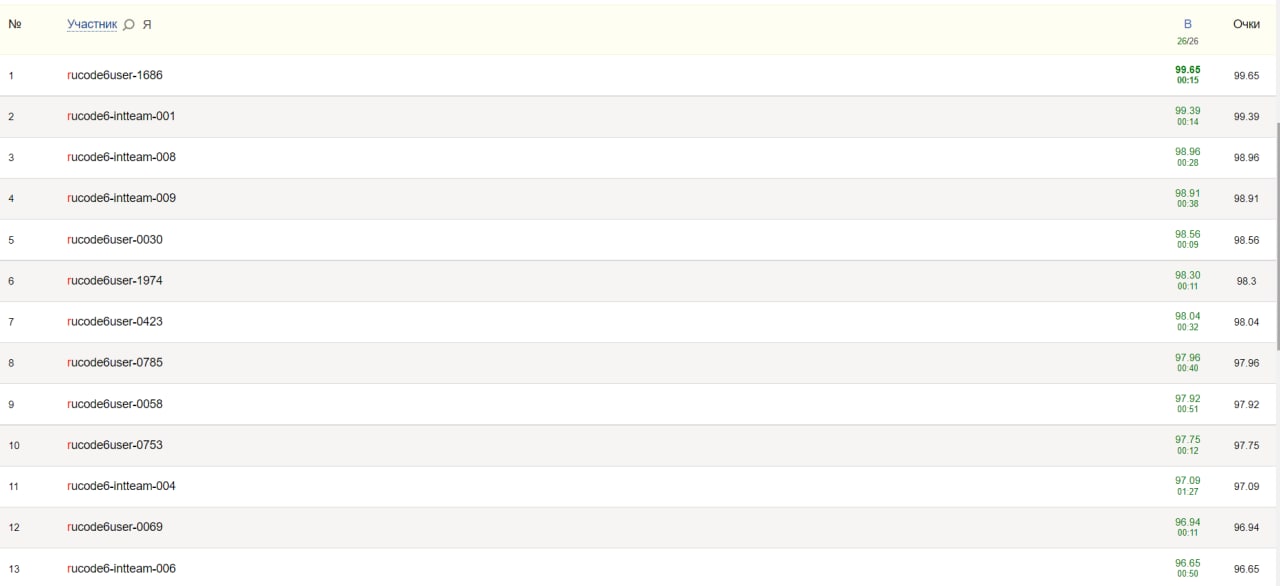 № Участник Я B Очки
26/26
1 rucode6user-1686 99.65 99.65
00:15
2 rucode6-intteam-001 99.39 99.39
00:14
3 rucode6-intteam-008 98.96 98.96
00:28
4 rucode6-intteam-009 98.91 98.91
00:38
5 rucode6user-0030 98.56 98.56
00:09
6 rucode6user-1974 98.30 98.3
00:11
7 rucode6user-0423 98.04 98.04
00:32
8 rucode6user-0785 97.96 97.96
00:40
9 rucode6user-0058 97.92 97.92
00:51
10 rucode6user-0753 97.75 97.75
00:12
11 rucode6-intteam-004 97.09 97.09
01:27
12 rucode6user-0069 96.94 96.94
00:11
13 rucode6-intteam-006 96.65 96.65
00:50